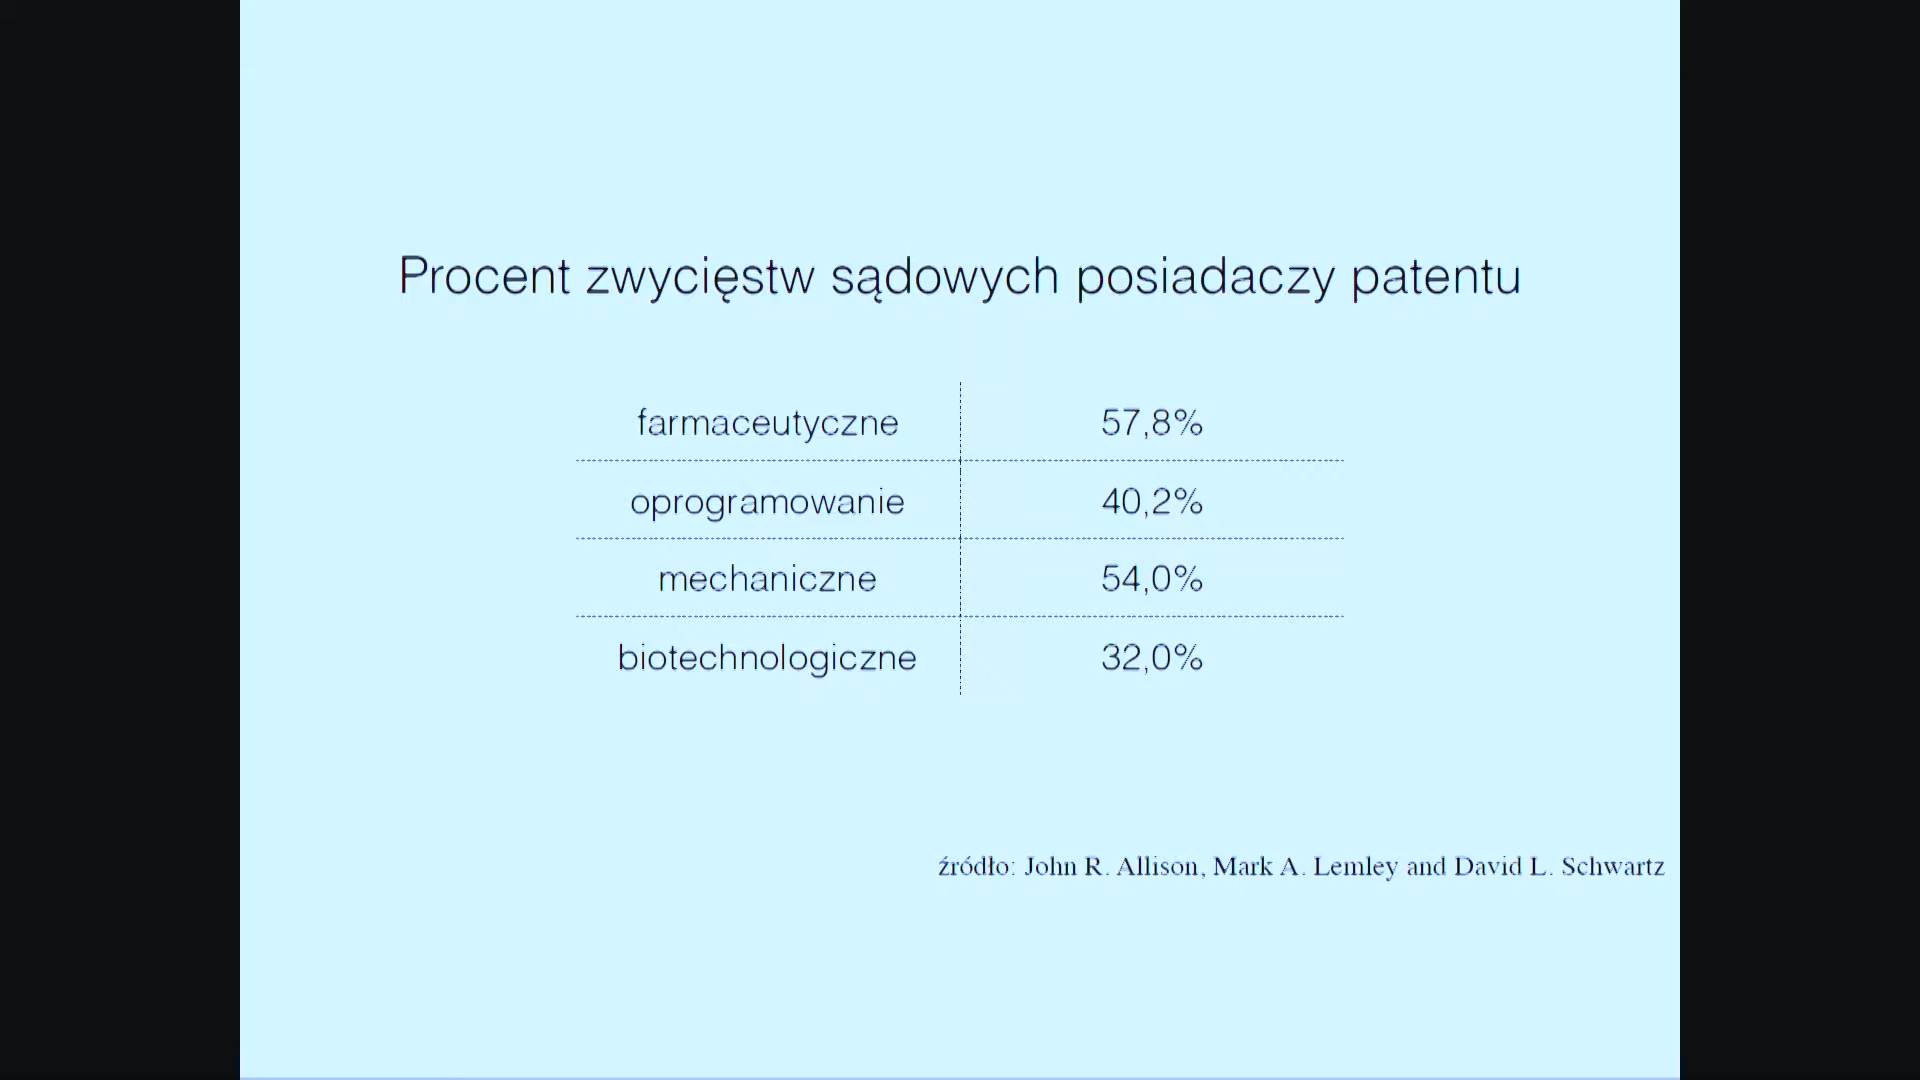 Procent zwycięstw sądowych posiadaczy patentu
farmaceutyczne 57,8%
oprogramowanie 40,2%
mechaniczne 54,0%
biotechnologiczne 32,0%
źródło: John R. Allison, Mark A. Lemley and David L. Schwartz